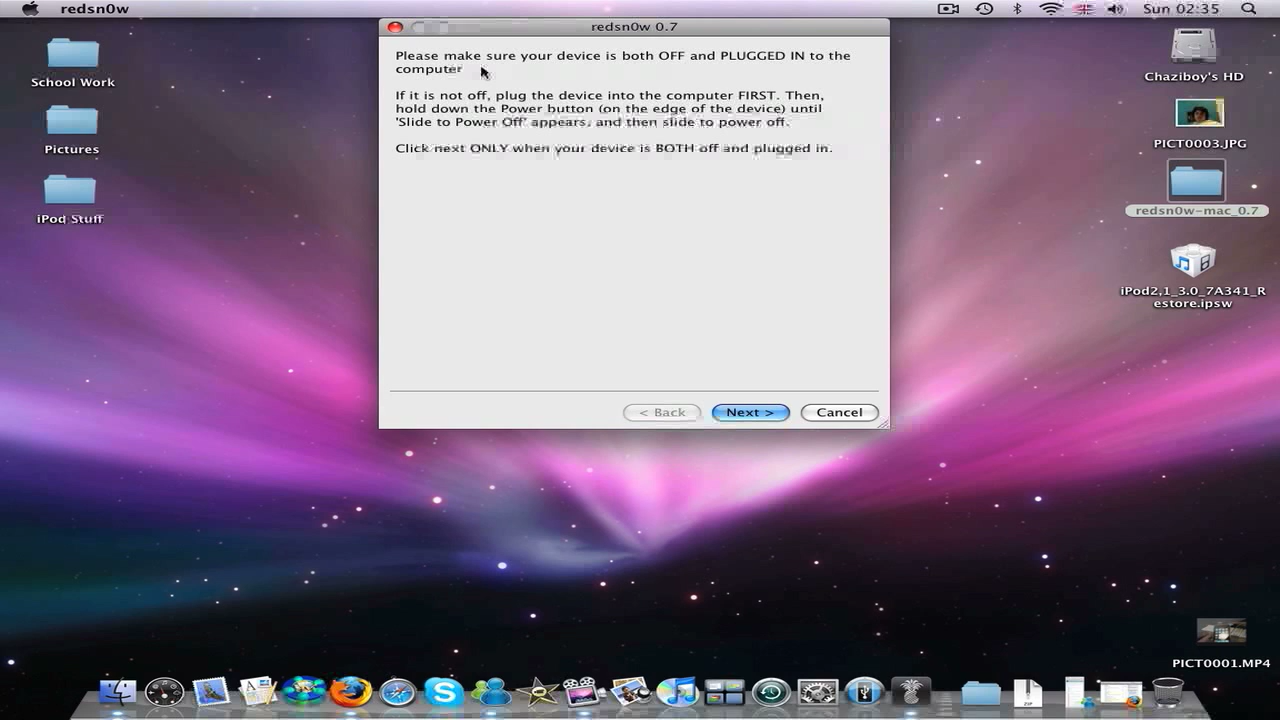 redsn0w
Sun 02:35
redsn0w 0.7
Please make sure your device is both OFF and PLUGGED IN to the
computer
If it is not off, plug the device into the computer FIRST. Then,
hold down the Power button (on the edge of the device) until
'Slide to Power Off' appears, and then slide to power off.
Click next ONLY when your device is BOTH off and plugged in.
< Back
Next >
Cancel
School Work
Pictures
iPod Stuff
Chaziboy's HD
PICT0003.JPG
redsn0w-mac_0.7
iPod2,1_3.0_7A341_R
estore.ipsw
PICT0001.MP4
ZIP